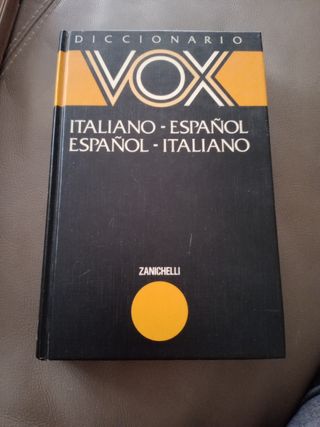 DICCIONARIO
VOX
ITALIANO - ESPAÑOL
ESPAÑOL - ITALIANO
ZANICHELLI